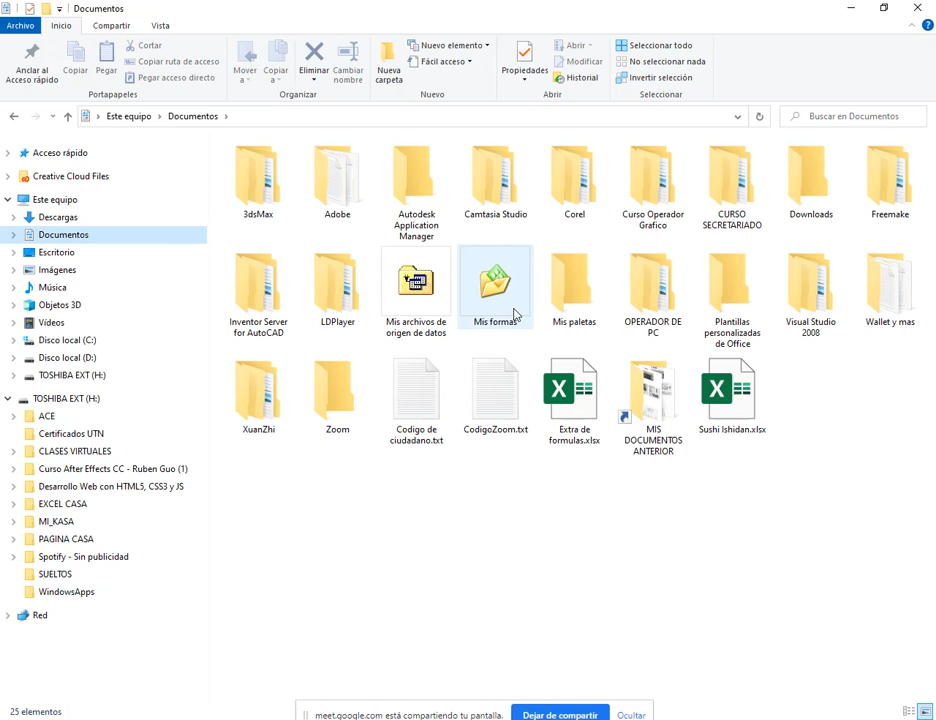 Documentos
Archivo Inicio Compartir Vista
Anclar al
Acceso rápido
Copiar
Pegar
Cortar
Copiar ruta de acceso
Pegar acceso directo
Portapapeles
Mover
a
Copiar
a
Eliminar
Cambiar
nombre
Organizar
Nueva
carpeta
Nuevo elemento
Fácil acceso
Nuevo
Propiedades
Abrir
Modificar
Historial
Abrir
Seleccionar todo
No seleccionar nada
Invertir selección
Seleccionar
Este equipo > Documentos >
Buscar en Documentos
Acceso rápido
Creative Cloud Files
Este equipo
Descargas
Documentos
Escritorio
Imágenes
Música
Objetos 3D
Vídeos
Disco local (C:)
Disco local (D:)
TOSHIBA EXT (H:)
TOSHIBA EXT (H:)
ACE
Certificados UTN
CLASES VIRTUALES
Curso After Effects CC - Ruben Guo (1)
Desarrollo Web con HTML5, CSS3 y JS
EXCEL CASA
MI_KASA
PAGINA CASA
Spotify - Sin publicidad
SUELTOS
WindowsApps
Red
3dsMax
Adobe
Autodesk
Application
Manager
Camtasia Studio
Corel
Curso Operador
Grafico
CURSO
SECRETARIADO
Downloads
Freemake
Inventor Server
for AutoCAD
LDPlayer
Mis archivos de
origen de datos
Mis formas
Mis paletas
OPERADOR DE
PC
Plantillas
personalizadas
de Office
Visual Studio
2008
Wallet y mas
XuanZhi
Zoom
Codigo de
ciudadano.txt
CodigoZoom.txt
Extra de
formulas.xlsx
MIS
DOCUMENTOS
ANTERIOR
Sushi Ishidan.xlsx
25 elementos
meet.google.com está compartiendo tu pantalla.
Dejar de compartir
Ocultar